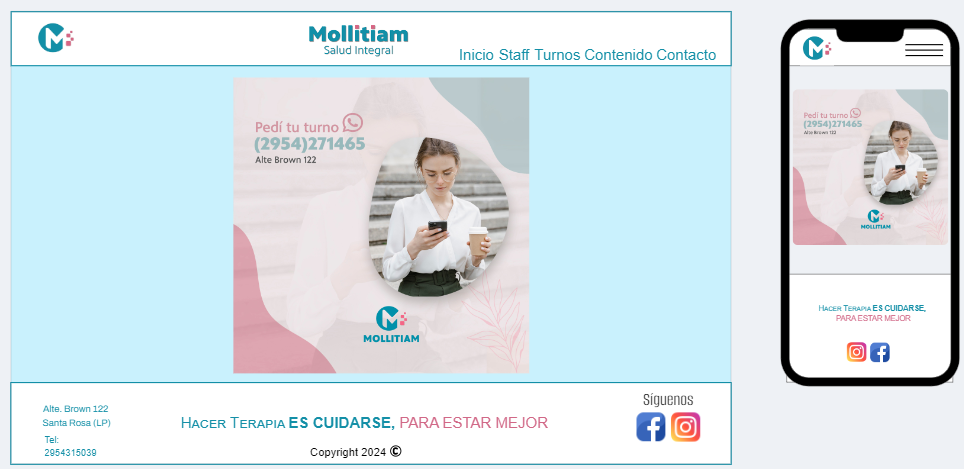 Mollitiam
Salud Integral
Inicio Staff Turnos Contenido Contacto
Pedí tu turno
(2954)271465
Alte Brown 122
MOLLITIAM
Alte. Brown 122
Santa Rosa (LP)
Tel:
2954315039
HACER TERAPIA ES CUIDARSE, PARA ESTAR MEJOR
Copyright 2024 ©
Síguenos
Pedí tu turno
(2954)271465
Alte Brown 122
MOLLITIAM
HACER TERAPIA ES CUIDARSE,
PARA ESTAR MEJOR